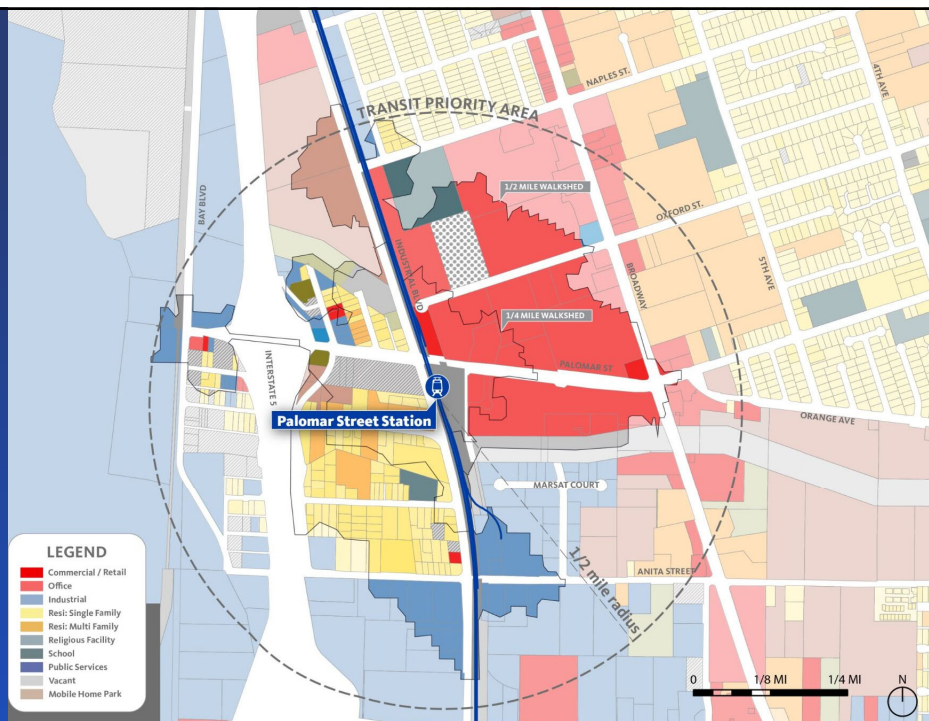 TRANSIT PRIORITY AREA
NAPLES ST.
4TH AVE
1/2 MILE WALKSHED
BAY BLVD
OXFORD ST.
INDUSTRIAL BLVD
5TH AVE
BROADWAY
1/4 MILE WALKSHED
INTERSTATE 5
PALOMAR ST
Palomar Street Station
ORANGE AVE
MARSAT COURT
1/2 mile radius
ANITA STREET
LEGEND
Commercial / Retail
Office
Industrial
Resi: Single Family
Resi: Multi Family
Religious Facility
School
Public Services
Vacant
Mobile Home Park
0 1/8 MI 1/4 MI
N